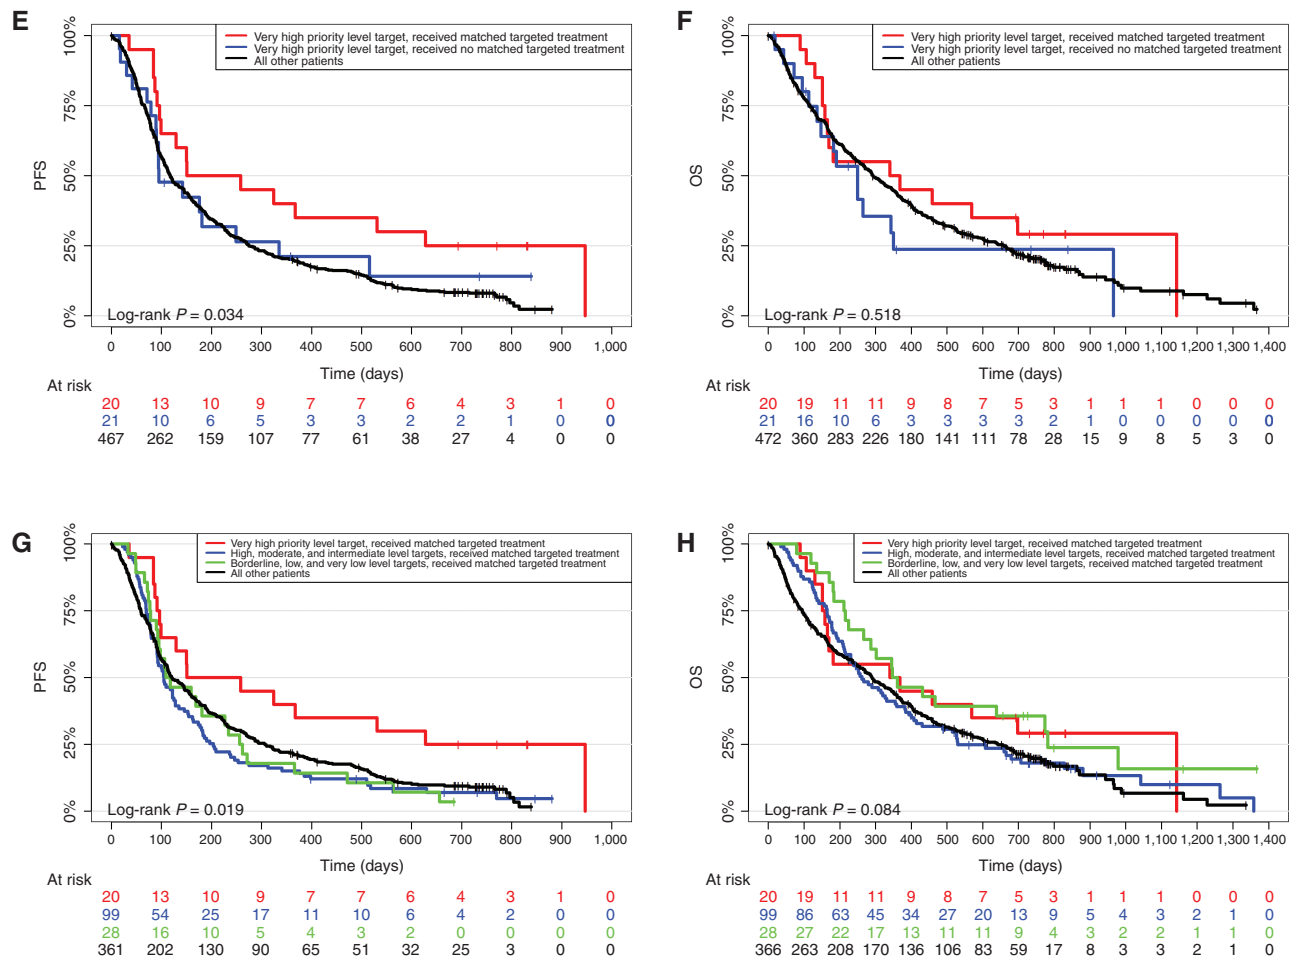 E
100%
75%
50%
25%
0%
PFS
Very high priority level target, received matched targeted treatment
Very high priority level target, received no matched targeted treatment
All other patients
Log-rank P = 0.034
0 100 200 300 400 500 600 700 800 900 1,000
Time (days)
At risk
20 13 10 9 7 7 6 4 3 1 0
21 10 6 5 3 3 2 2 1 0 0
467 262 159 107 77 61 38 27 4 0 0
F
100%
75%
50%
25%
0%
OS
Very high priority level target, received matched targeted treatment
Very high priority level target, received no matched targeted treatment
All other patients
Log-rank P = 0.518
0 100 200 300 400 500 600 700 800 900 1,000 1,100 1,200 1,300 1,400
Time (days)
At risk
20 19 11 11 9 8 7 5 3 1 1 1 0 0 0
21 16 10 6 3 3 3 3 2 1 0 0 0 0 0
472 360 283 226 180 141 111 78 28 15 9 8 5 3 0
G
100%
75%
50%
25%
0%
PFS
Very high priority level target, received matched targeted treatment
High, moderate, and intermediate level targets, received matched targeted treatment
Borderline, low, and very low level targets, received matched targeted treatment
All other patients
Log-rank P = 0.019
0 100 200 300 400 500 600 700 800 900 1,000
Time (days)
At risk
20 13 10 9 7 7 6 4 3 1 0
99 54 25 17 11 10 6 4 2 0 0
28 16 10 5 4 3 2 0 0 0 0
361 202 130 90 65 51 32 25 3 0 0
H
100%
75%
50%
25%
0%
OS
Very high priority level target, received matched targeted treatment
High, moderate, and intermediate level targets, received matched targeted treatment
Borderline, low, and very low level targets, received matched targeted treatment
All other patients
Log-rank P = 0.084
0 100 200 300 400 500 600 700 800 900 1,000 1,100 1,200 1,300 1,400
Time (days)
At risk
20 19 11 11 9 8 7 5 3 1 1 1 0 0 0
99 86 63 45 34 27 20 13 9 5 4 3 2 1 0
28 27 22 17 13 11 11 9 4 3 2 2 1 1 0
366 263 208 170 136 106 83 59 17 8 3 3 2 1 0